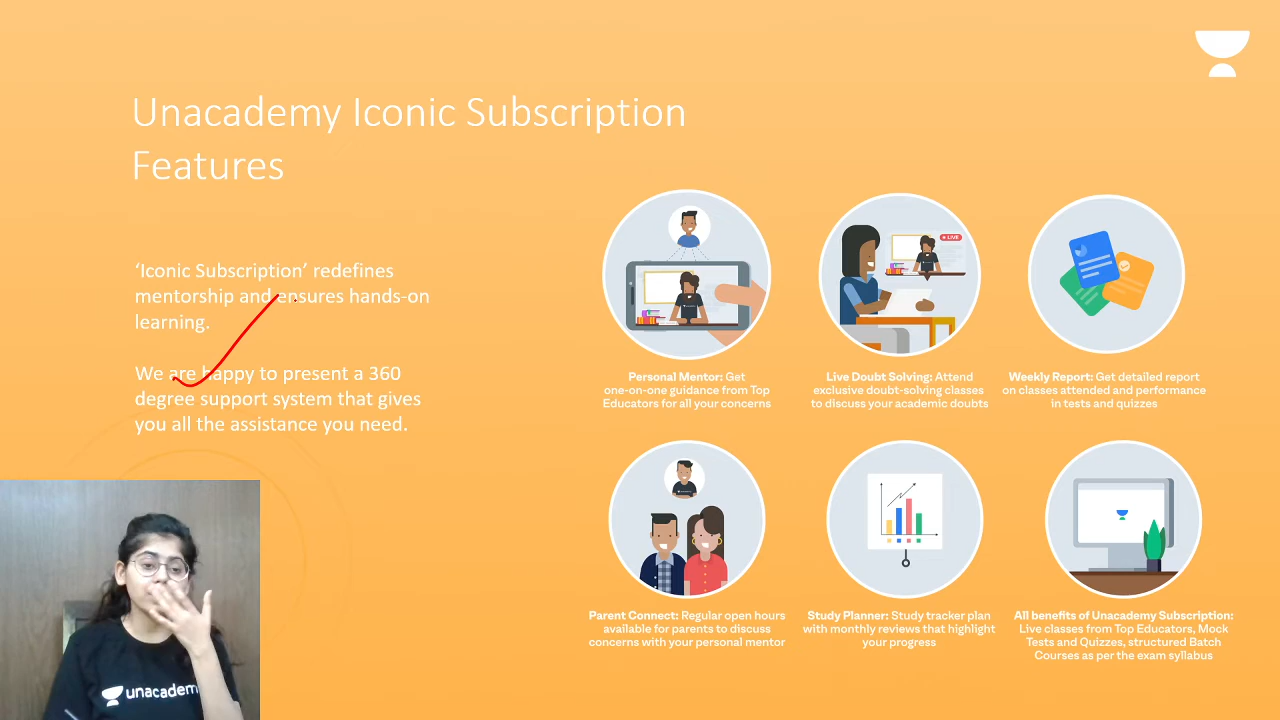 Unacademy Iconic Subscription
Features
‘Iconic Subscription’ redefines
mentorship and ensures hands-on
learning.
We are happy to present a 360
degree support system that gives
you all the assistance you need.
LIVE
Personal Mentor: Get
one-on-one guidance from Top
Educators for all your concerns
Live Doubt Solving: Attend
exclusive doubt-solving classes
to discuss your academic doubts
Weekly Report: Get detailed report
on classes attended and performance
in tests and quizzes
Parent Connect: Regular open hours
available for parents to discuss
concerns with your personal mentor
Study Planner: Study tracker plan
with monthly reviews that highlight
your progress
All benefits of Unacademy Subscription:
Live classes from Top Educators, Mock
Tests and Quizzes, structured Batch
Courses as per the exam syllabus
unacademy